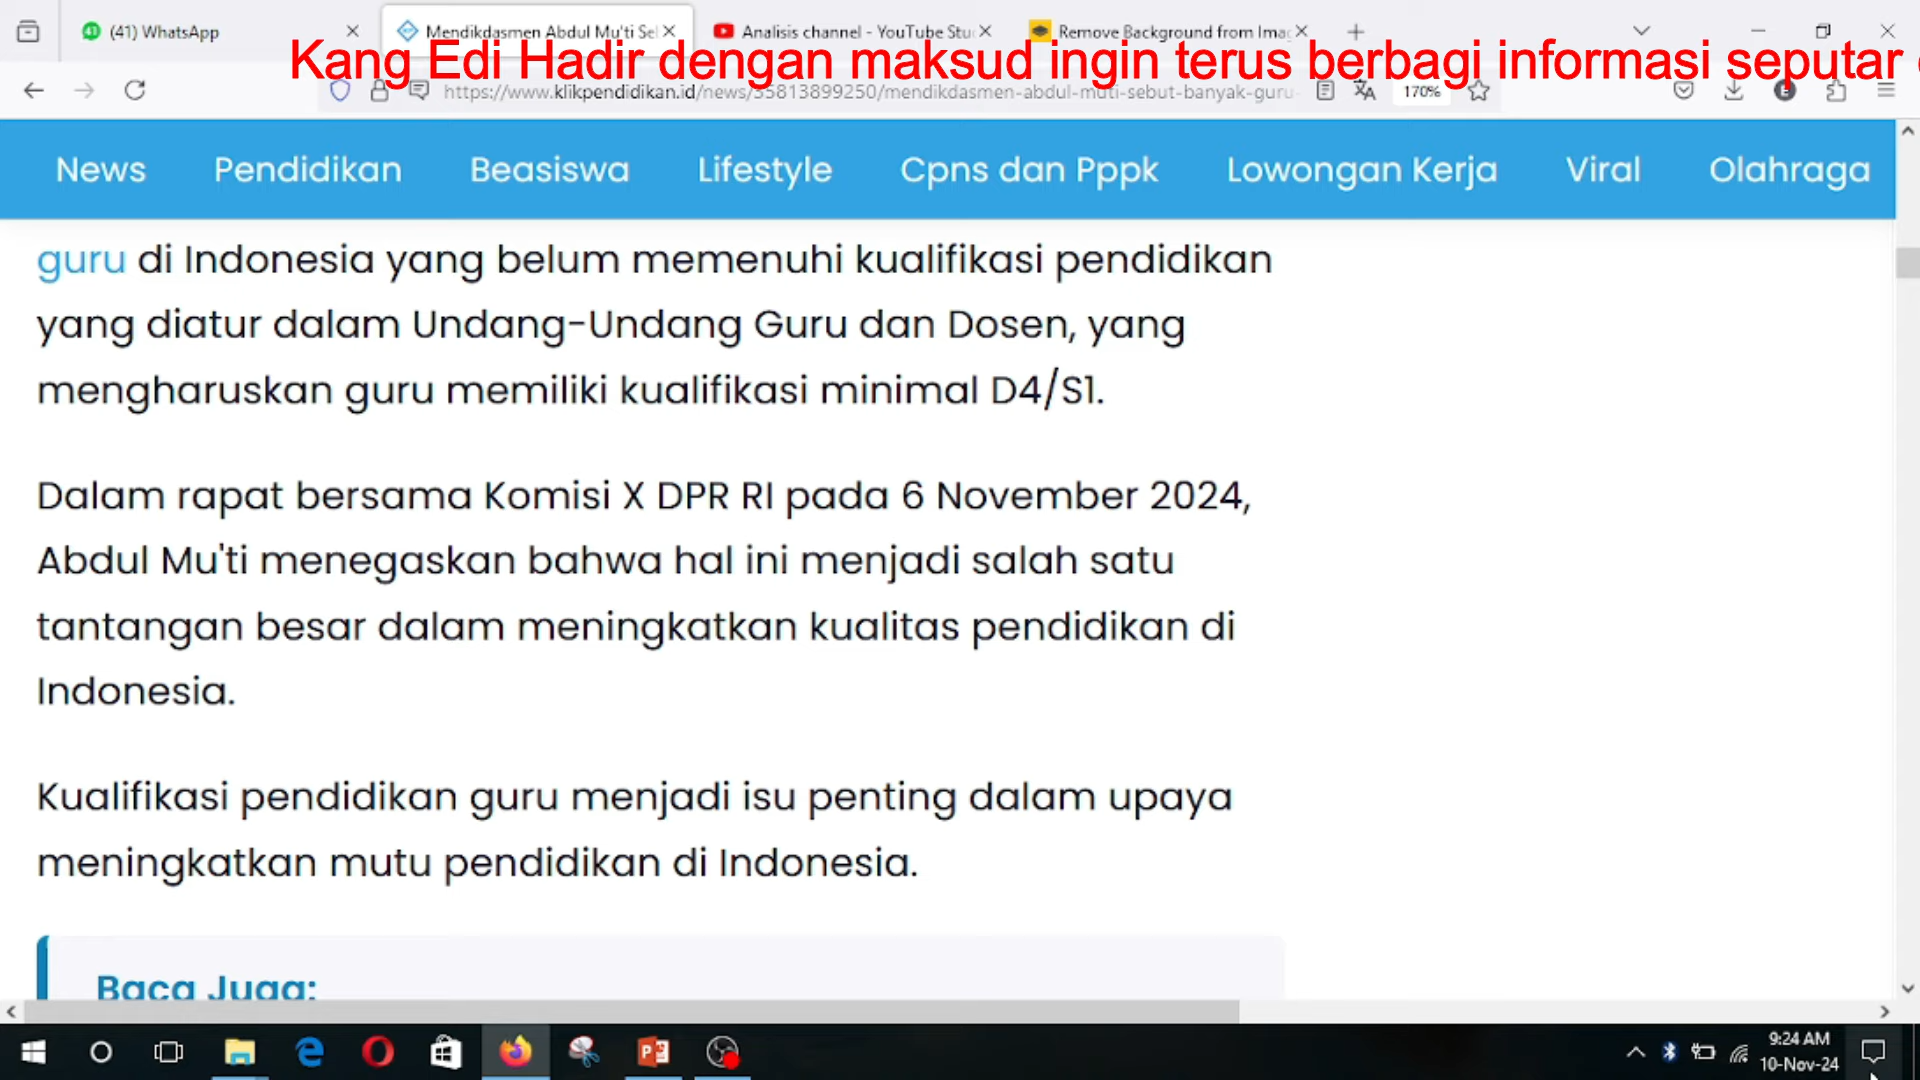 (41) WhatsApp
Mendikdasmen Abdul Mu'ti Sel
Analisis channel - YouTube Stu
Remove Background from Imag
Kang Edi Hadir dengan maksud ingin terus berbagi informasi seputar
https://www.klikpendidikan.id/news/35813899250/mendikdasmen-abdul-muti-sebut-banyak-guru-
170%
News Pendidikan Beasiswa Lifestyle Cpns dan Pppk Lowongan Kerja Viral Olahraga
guru di Indonesia yang belum memenuhi kualifikasi pendidikan
yang diatur dalam Undang-Undang Guru dan Dosen, yang
mengharuskan guru memiliki kualifikasi minimal D4/S1.
Dalam rapat bersama Komisi X DPR RI pada 6 November 2024,
Abdul Mu'ti menegaskan bahwa hal ini menjadi salah satu
tantangan besar dalam meningkatkan kualitas pendidikan di
Indonesia.
Kualifikasi pendidikan guru menjadi isu penting dalam upaya
meningkatkan mutu pendidikan di Indonesia.
Baca Juga:
9:24 AM
10-Nov-24